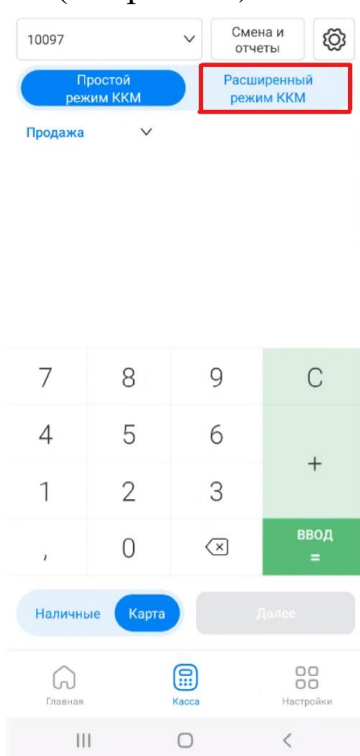 10097
Смена и
отчеты
Простой
режим ККМ
Расширенный
режим ККМ
Продажа
7 8 9 C
4 5 6
+
1 2 3
, 0
ВВОД
=
Наличные Карта Далее
Главная Касса Настройки